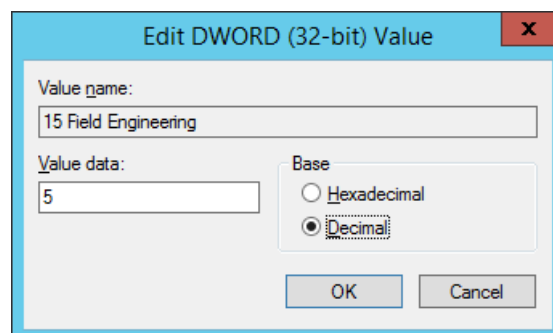 Edit DWORD (32-bit) Value
x
Value name:
15 Field Engineering
Value data:
5
Base
Hexadecimal
Decimal
OK
Cancel